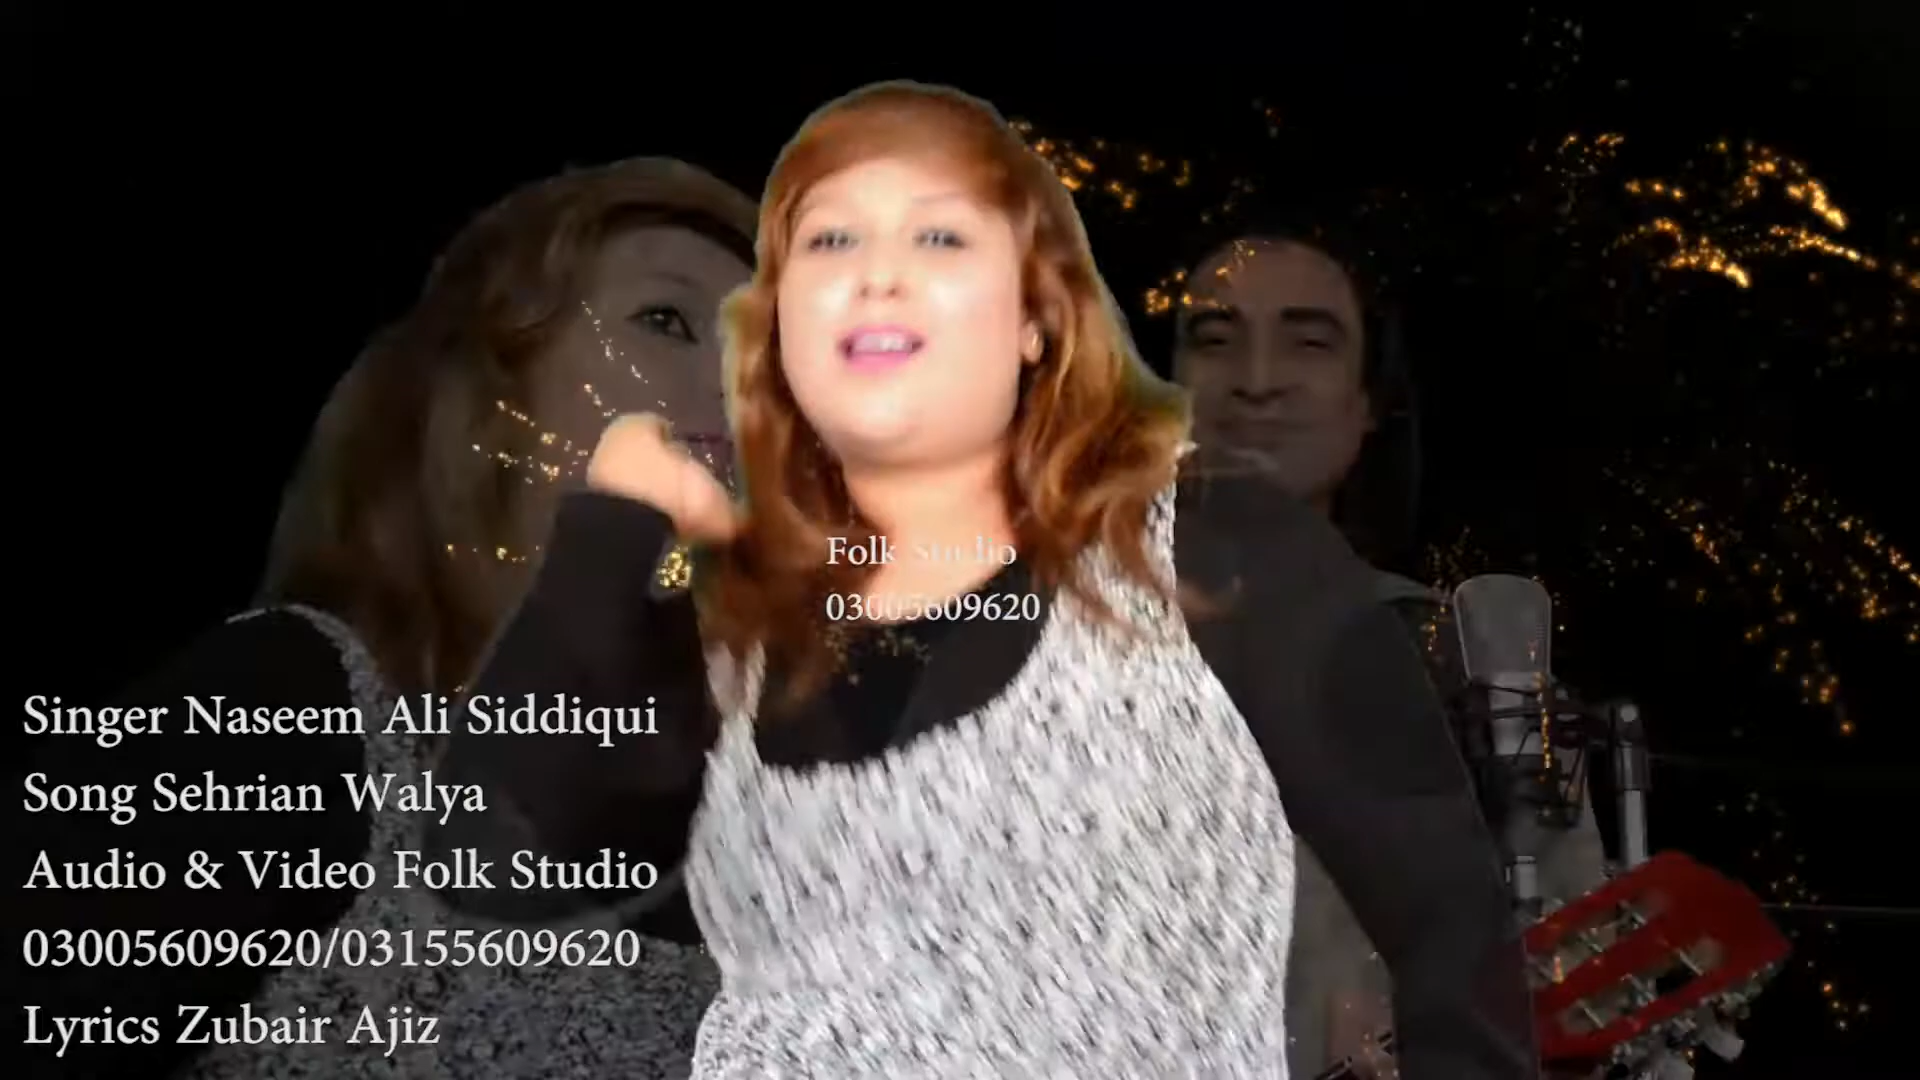 Folk Studio
03005609620
Singer Naseem Ali Siddiqui
Song Sehrian Walya
Audio & Video Folk Studio
03005609620/03155609620
Lyrics Zubair Ajiz